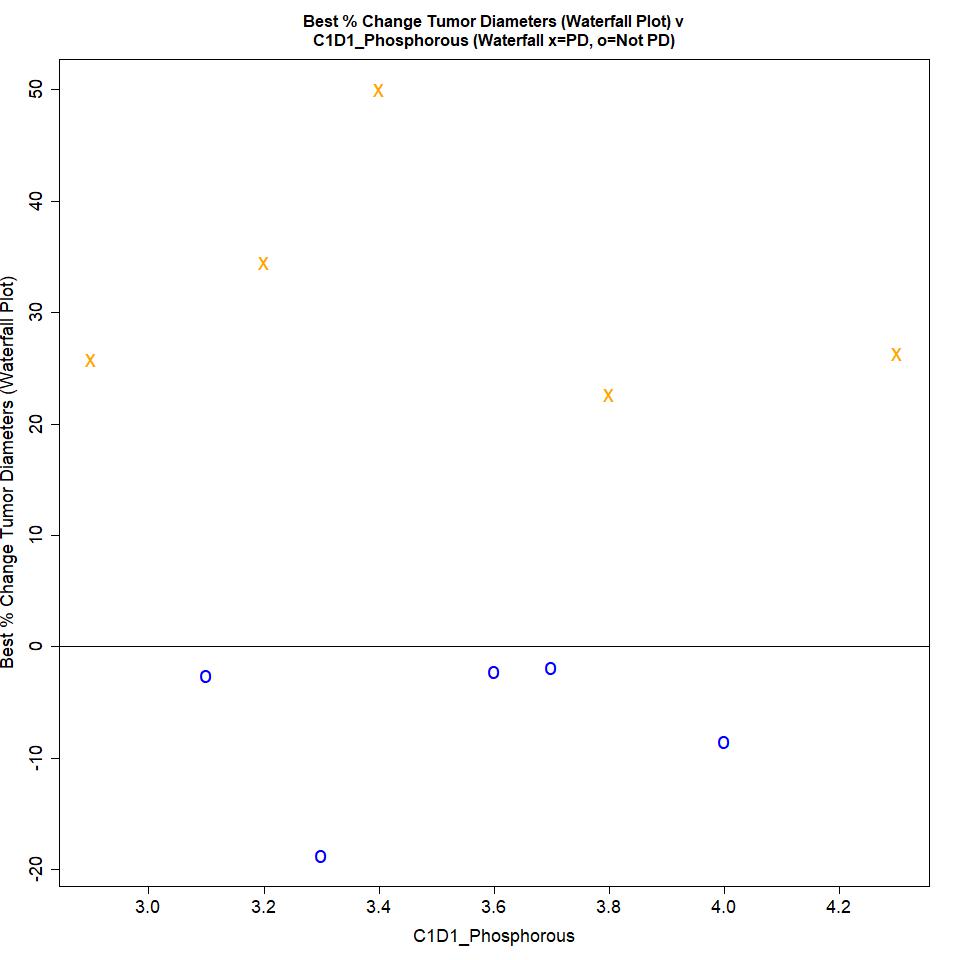 Best % Change Tumor Diameters (Waterfall Plot) v
C1D1_Phosphorous (Waterfall x=PD, o=Not PD)
Best % Change Tumor Diameters (Waterfall Plot)
50
40
30
20
10
0
-10
-20
X
X
X
X
X
O
O
O
O
O
3.0 3.2 3.4 3.6 3.8 4.0 4.2
C1D1_Phosphorous